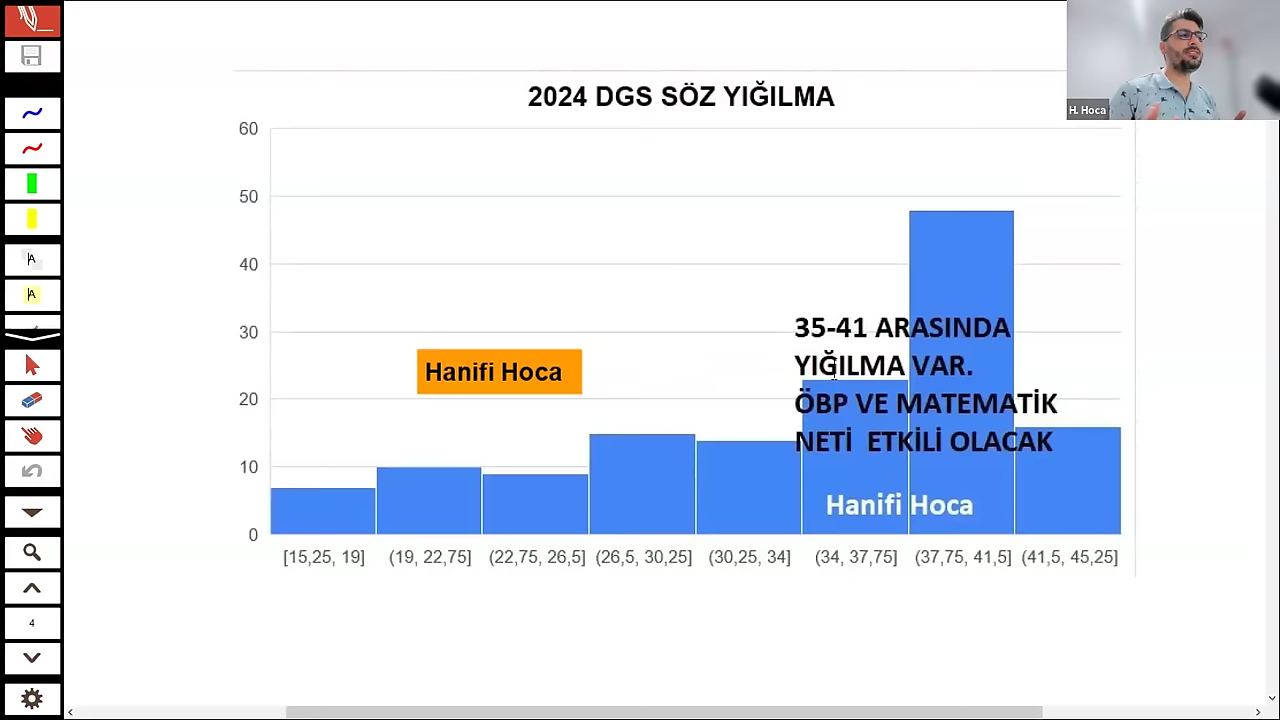 H. Hoca
2024 DGS SÖZ YIĞILMA
60
50
40
30
20
10
0
35-41 ARASINDA
YIĞILMA VAR.
ÖBP VE MATEMATİK
NETİ ETKİLİ OLACAK
Hanifi Hoca
Hanifi Hoca
[15,25, 19] (19, 22,75] (22,75, 26,5] (26,5, 30,25] (30,25, 34] (34, 37,75] (37,75, 41,5] (41,5, 45,25]
A
A
4